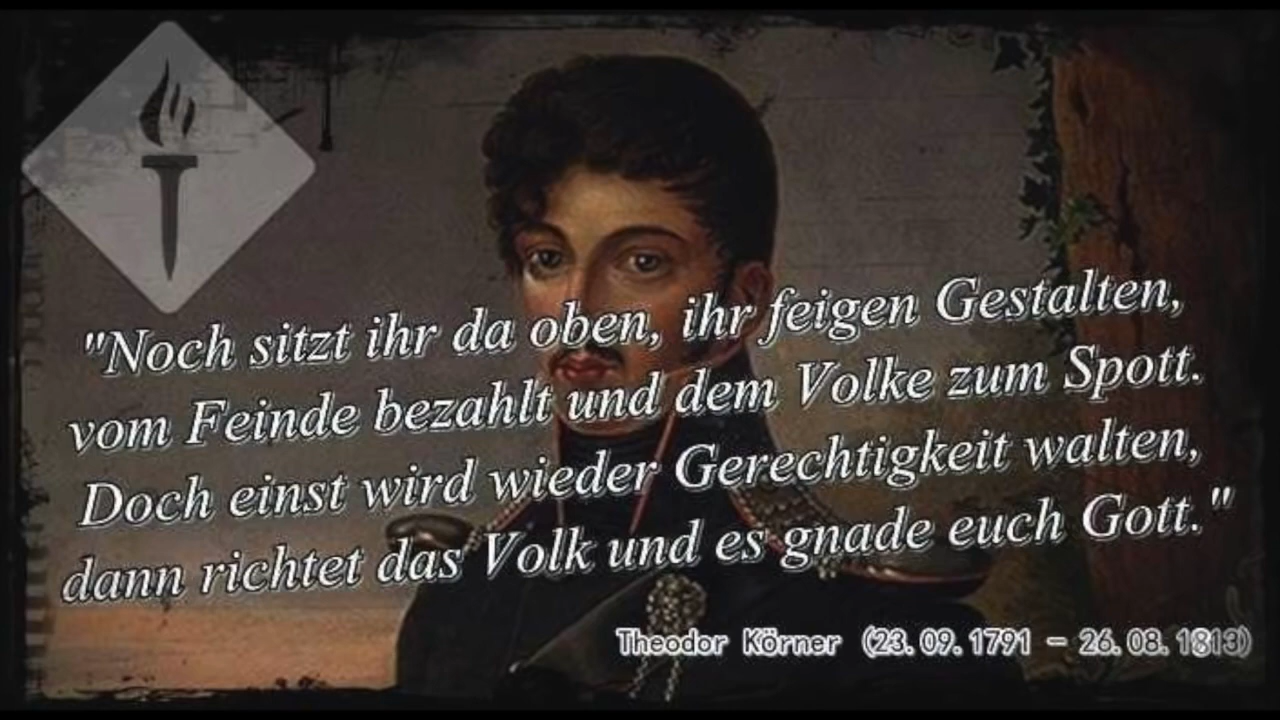 "Noch sitzt ihr da oben, ihr feigen Gestalten,
vom Feinde bezahlt und dem Volke zum Spott.
Doch einst wird wieder Gerechtigkeit walten,
dann richtet das Volk und es gnade euch Gott."
Theodor Körner (23.09.1791 - 26.08.1813)